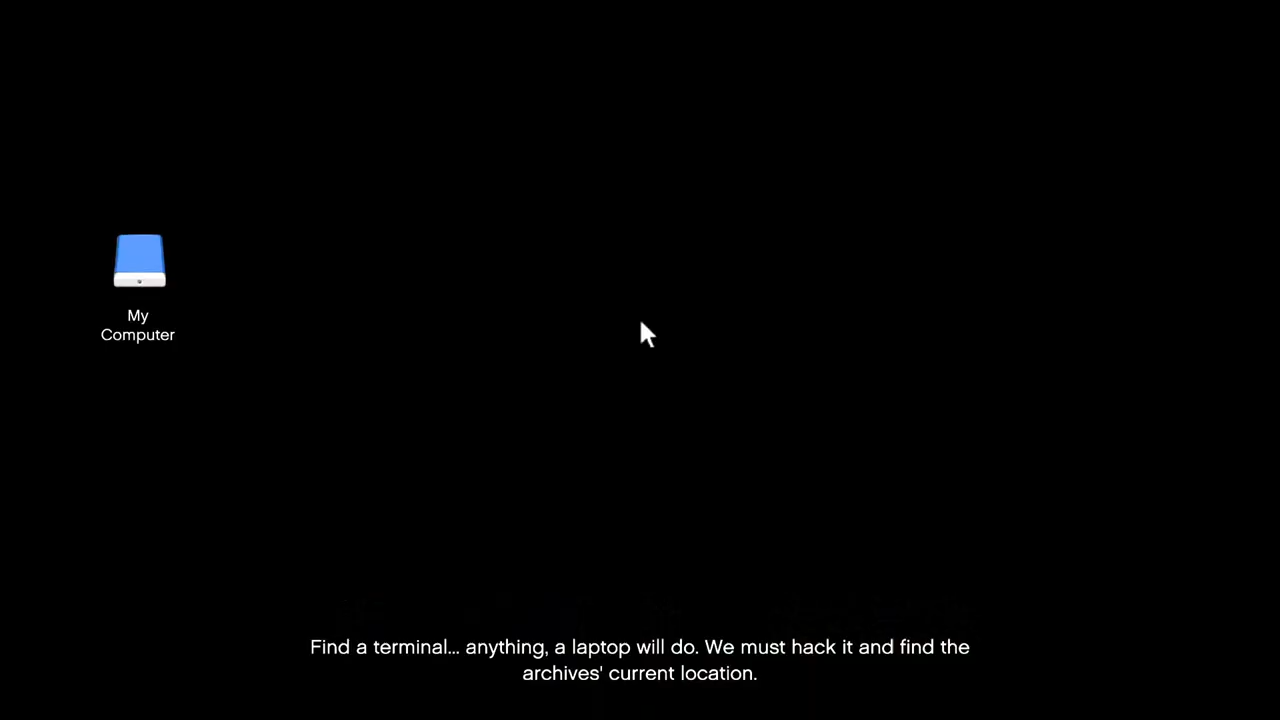 My
Computer
Find a terminal... anything, a laptop will do. We must hack it and find the
archives' current location.